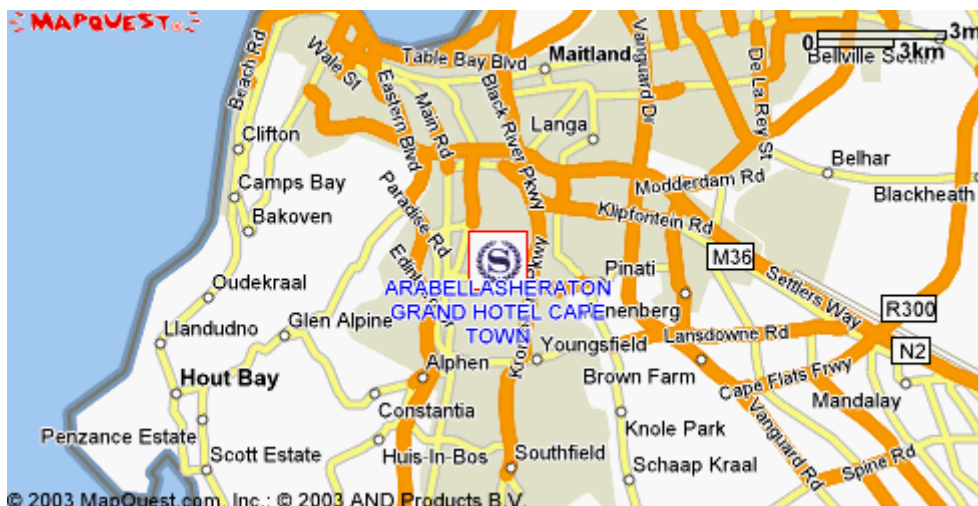 MAPQUEST
0
3m
3km
Bellville South
Maitland
Table Bay Blvd
Wale St
Beach Rd
Eastern Blvd
Main Rd
Black River Pkwy
Vanguard Dr
De La Rey St
Clifton
Langa
Belhar
Camps Bay
Modderdam Rd
Blackheath
Paradise Rd
Klipfontein Rd
Bakoven
M36
S
Pkwy
Pinati
Settlers Way
Oudekraal
ARABELLASHERATON
GRAND HOTEL CAPE
TOWN
nenberg
R300
Llandudno
Glen Alpine
Lansdowne Rd
Youngsfield
N2
Hout Bay
Alphen
Brown Farm
Cape Flats Frwy
Mandalay
Constantia
Penzance Estate
Knole Park
Vanguard Rd
Scott Estate
Huis-In-Bos
Southfield
Schaap Kraal
Spine Rd
© 2003 MapQuest.com, Inc.; © 2003 AND Products B.V.